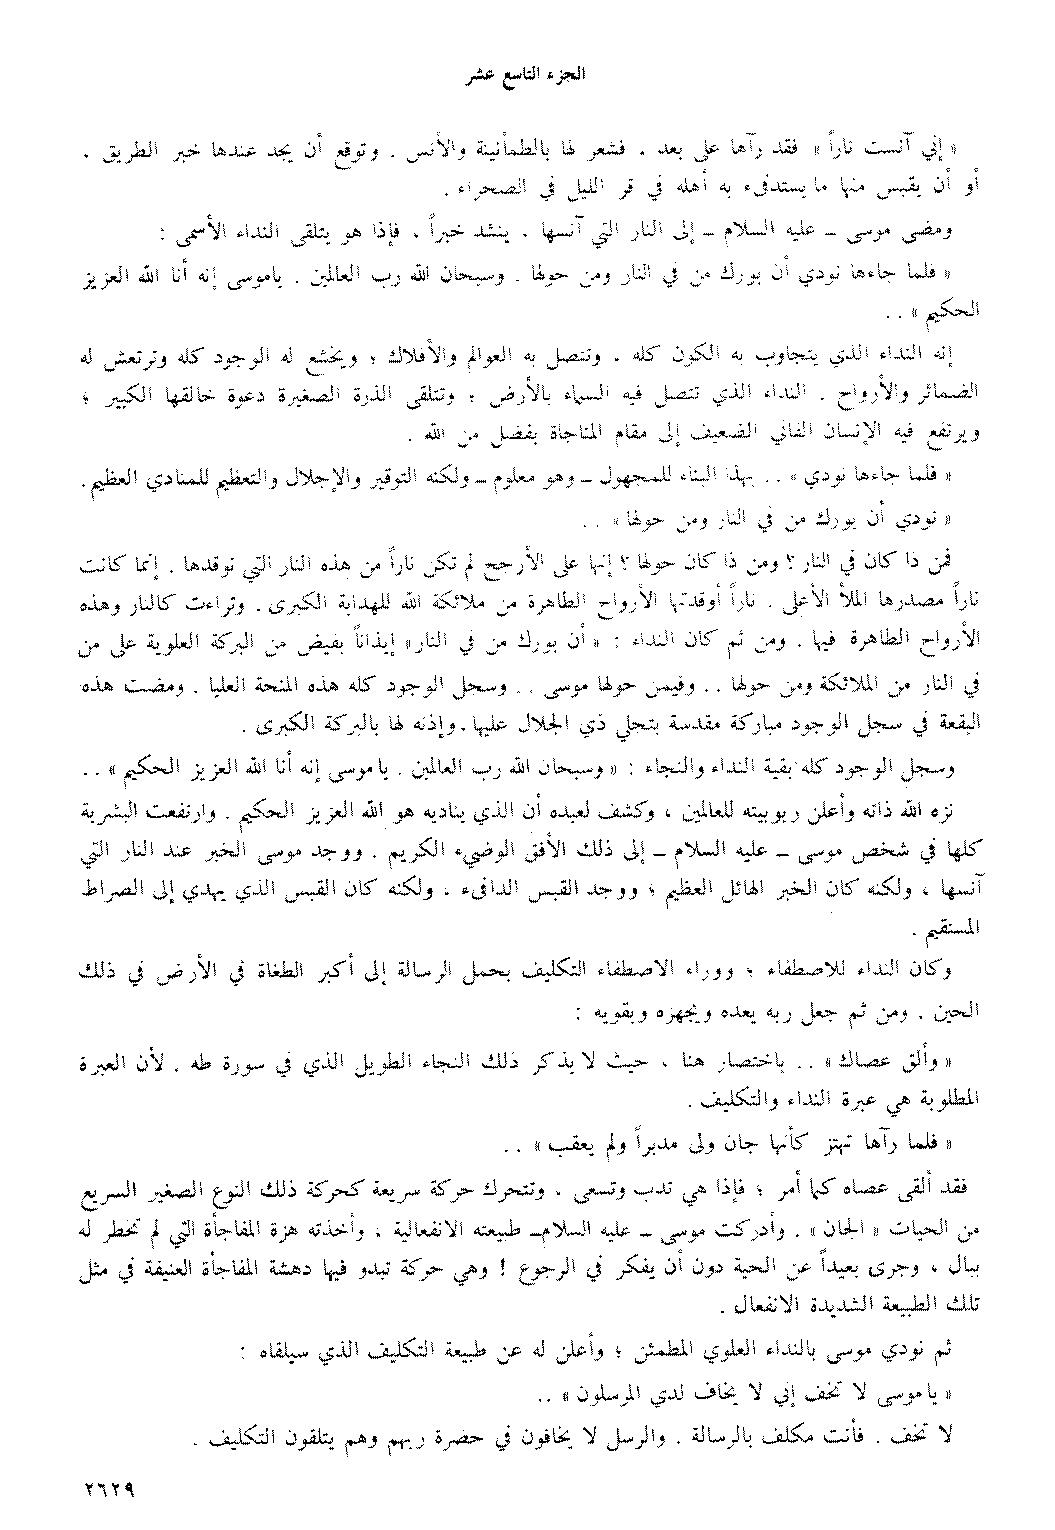 الجزء التاسع عشر
« إني آنست ناراً » فقد رآها على بعد ، فشعر لها بالطمأنينة والأنس . وتوقع أن يجد عندها خبر الطريق ،
أو أن يقبس منها ما يستدفىء به أهله في قر الليل في الصحراء .
ومضى موسى – عليه السلام – إلى النار التي آنسها ، ينشد خبراً ، فإذا هو يتلقى النداء الأسمى :
« فلما جاءها نودي أن بورك من في النار ومن حولها . وسبحان الله رب العالمين . ياموسى إنه أنا الله العزيز
الحكيم » . .
إنه النداء الذي يتجاوب به الكون كله ، وتتصل به العوالم والأفلاك ؛ ويخشع له الوجود كله وترتعش له
الضمائر والأرواح . النداء الذي تتصل فيه السماء بالأرض ؛ وتتلقى الذرة الصغيرة دعوة خالقها الكبير ؛
ويرتفع فيه الإنسان الفاني الضعيف إلى مقام المناجاة بفضل من الله .
« فلما جاءها نودي » . . بهذا البناء للمجهول – وهو معلوم – ولكنه التوقير والإجلال والتعظيم للمنادي العظيم .
« نودي أن بورك من في النار ومن حولها » . .
فمن ذا كان في النار ؟ ومن ذا كان حولها ؟ إنها على الأرجح لم تكن ناراً من هذه النار التي نوقدها . إنما كانت
ناراً مصدرها الملأ الأعلى . ناراً أوقدتها الأرواح الطاهرة من ملائكة الله للهداية الكبرى . وتراءت كالنار وهذه
الأرواح الطاهرة فيها . ومن ثم كان النداء : « أن بورك من في النار » إيذاناً بفيض من البركة العلوية على من
في النار من الملائكة ومن حولها . . وفيمن حولها موسى . . وسجل الوجود كله هذه المنحة العليا . ومضت هذه
البقعة في سجل الوجود مباركة مقدسة بتجلي ذي الجلال عليها ، وإذنه لها بالبركة الكبرى .
وسجل الوجود كله بقية النداء والنجاء : « وسبحان الله رب العالمين . ياموسى إنه أنا الله العزيز الحكيم » . .
نزه الله ذاته وأعلن ربوبيته للعالمين ، وكشف لعبده أن الذي يناديه هو الله العزيز الحكيم . وارتفعت البشرية
كلها في شخص موسى – عليه السلام – إلى ذلك الأفق الوضيء الكريم . ووجد موسى الخبر عند النار التي
آنسها ، ولكنه كان الخبر الهائل العظيم ؛ ووجد القبس الدافىء ، ولكنه كان القبس الذي يهدي إلى الصراط
المستقيم .
وكان النداء للاصطفاء ؛ ووراء الاصطفاء التكليف بحمل الرسالة إلى أكبر الطغاة في الأرض في ذلك
الحين . ومن ثم جعل ربه يعده ويجهزه ويقويه :
« وألق عصاك » . . باختصار هنا ، حيث لا يذكر ذلك النجاء الطويل الذي في سورة طه . لأن العبرة
المطلوبة هي عبرة النداء والتكليف .
« فلما رآها تهتز كأنها جان ولى مدبراً ولم يعقب » . .
فقد ألقى عصاه كما أمر ؛ فإذا هي تدب وتسعى ، وتتحرك حركة سريعة كحركة ذلك النوع الصغير السريع
من الحيات « الجان » . وأدركت موسى – عليه السلام – طبيعته الانفعالية ، وأخذته هزة المفاجأة التي لم تخطر له
ببال ، وجرى بعيداً عن الحية دون أن يفكر في الرجوع ! وهي حركة تبدو فيها دهشة المفاجأة العنيفة في مثل
تلك الطبيعة الشديدة الانفعال .
ثم نودي موسى بالنداء العلوي المطمئن ؛ وأعلن له عن طبيعة التكليف الذي سيلقاه :
« ياموسى لا تخف إني لا يخاف لدي المرسلون » . .
لا تخف . فأنت مكلف بالرسالة . والرسل لا يخافون في حضرة ربهم وهم يتلقون التكليف .
٢٦٢٩